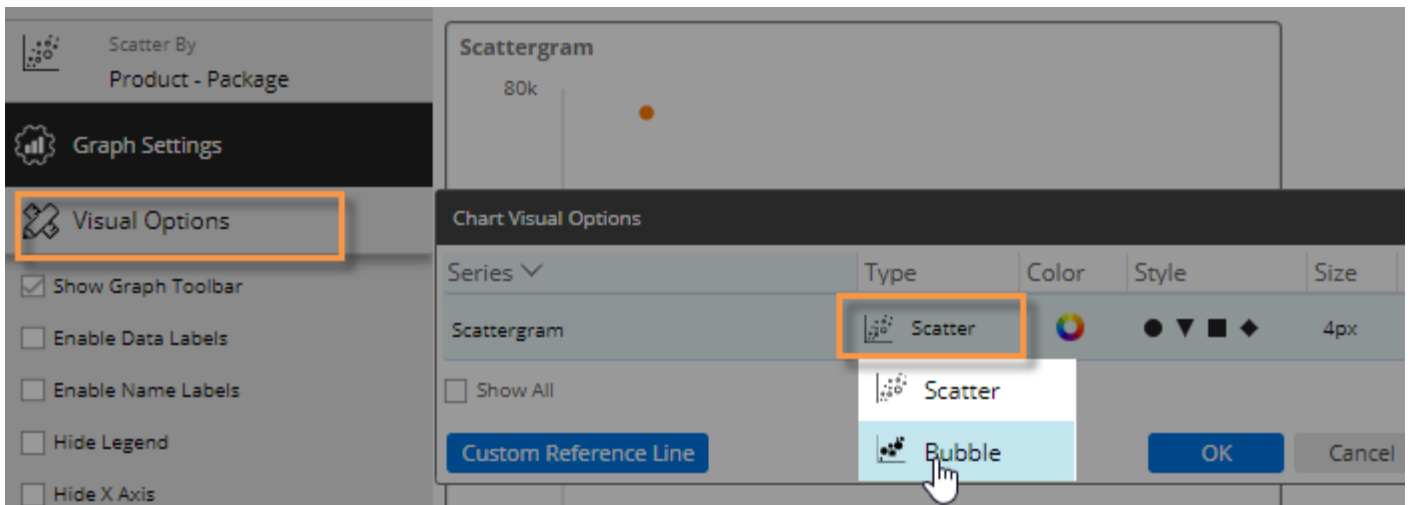 Scatter By
Product - Package
Graph Settings
Visual Options
Show Graph Toolbar
Enable Data Labels
Enable Name Labels
Hide Legend
Hide X Axis
Scattergram
80k
Chart Visual Options
Series Type Color Style Size
Scattergram Scatter 4px
Show All
Scatter
Bubble
Custom Reference Line OK Cancel